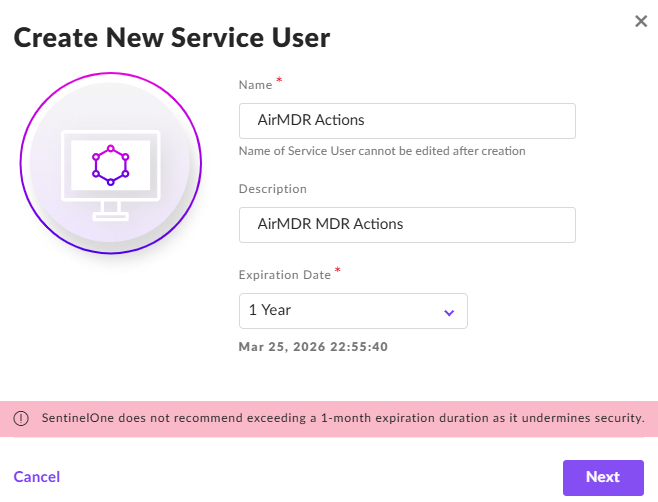 Create New Service User
Name *
AirMDR Actions
Name of Service User cannot be edited after creation
Description
AirMDR MDR Actions
Expiration Date *
1 Year
Mar 25, 2026 22:55:40
SentinelOne does not recommend exceeding a 1-month expiration duration as it undermines security.
Cancel
Next